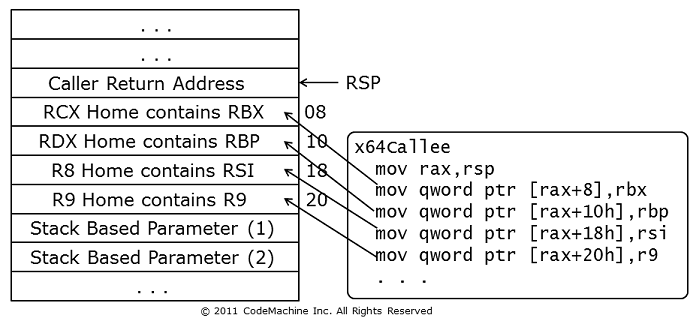 . . .
. . .
Caller Return Address
RSP
RCX Home contains RBX
08
RDX Home contains RBP
10
R8 Home contains RSI
18
R9 Home contains R9
20
Stack Based Parameter (1)
Stack Based Parameter (2)
. . .
x64Callee
mov rax,rsp
mov qword ptr [rax+8],rbx
mov qword ptr [rax+10h],rbp
mov qword ptr [rax+18h],rsi
mov qword ptr [rax+20h],r9
. . .
© 2011 CodeMachine Inc. All Rights Reserved